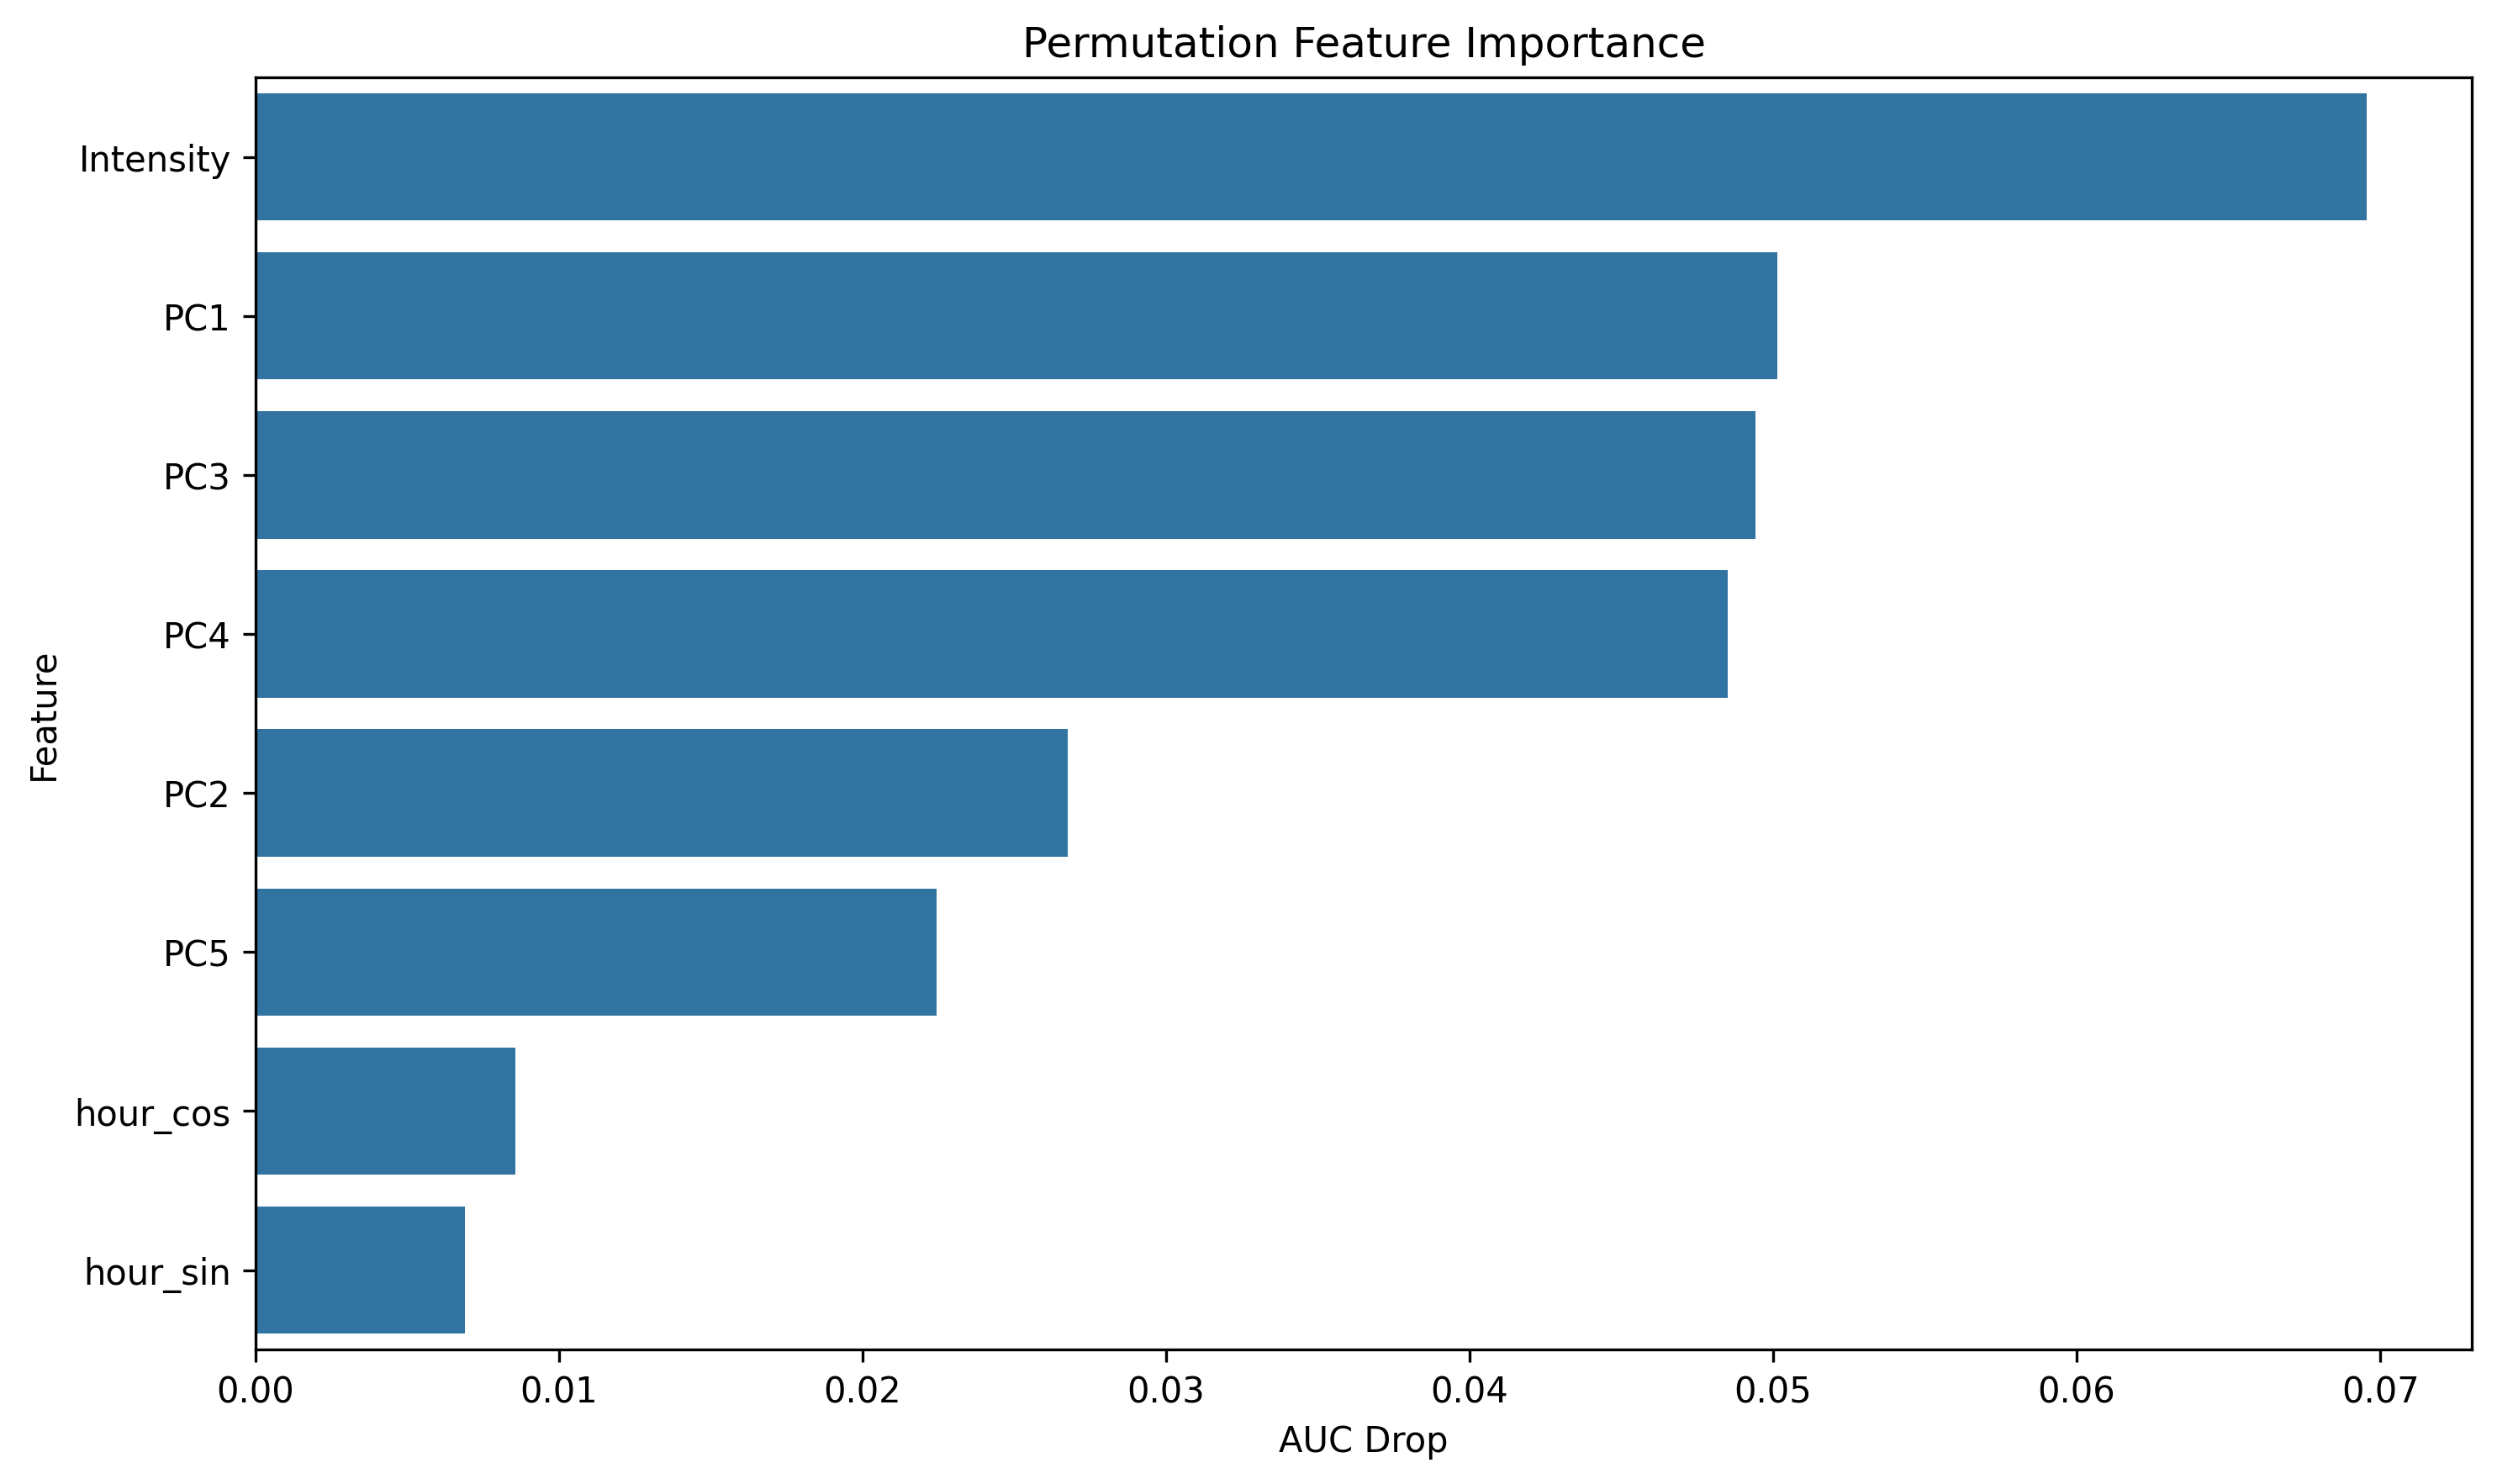 Permutation Feature Importance
Intensity
PC1
PC3
PC4
PC2
PC5
hour_cos
hour_sin
Feature
0.00 0.01 0.02 0.03 0.04 0.05 0.06 0.07
AUC Drop